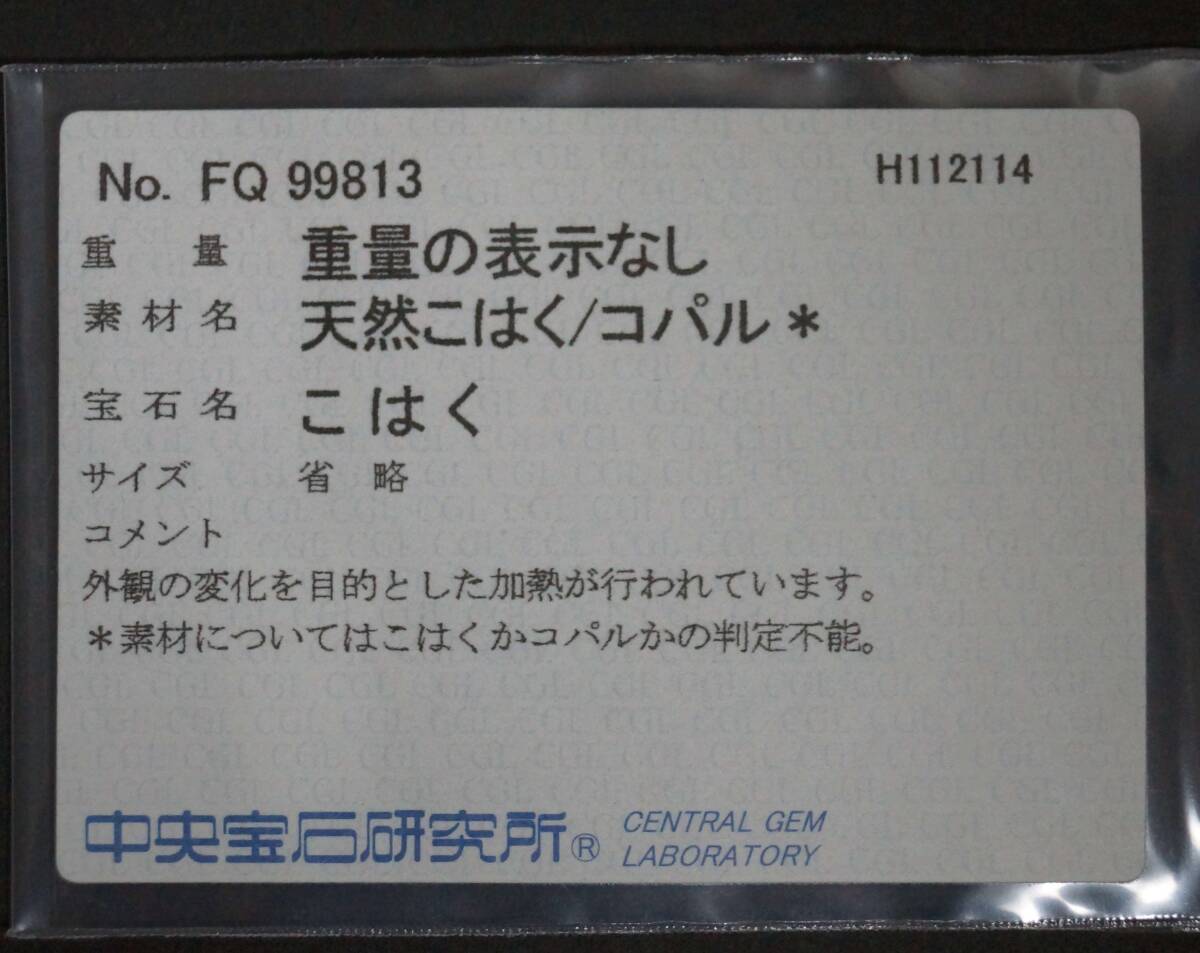 No. FQ 99813 H112114
重量 重量の表示なし
素材名 天然こはく/コパル＊
宝石名 こはく
サイズ 省略
コメント
外観の変化を目的とした加熱が行われています。
＊素材についてはこはくかコパルかの判定不能。
中央宝石研究所® CENTRAL GEM
LABORATORY